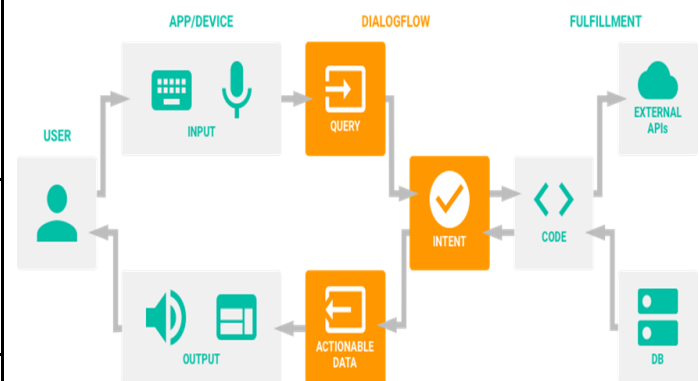 APP/DEVICE
DIALOGFLOW
FULFILLMENT
INPUT
QUERY
EXTERNAL
APIs
USER
INTENT
CODE
OUTPUT
ACTIONABLE
DATA
DB